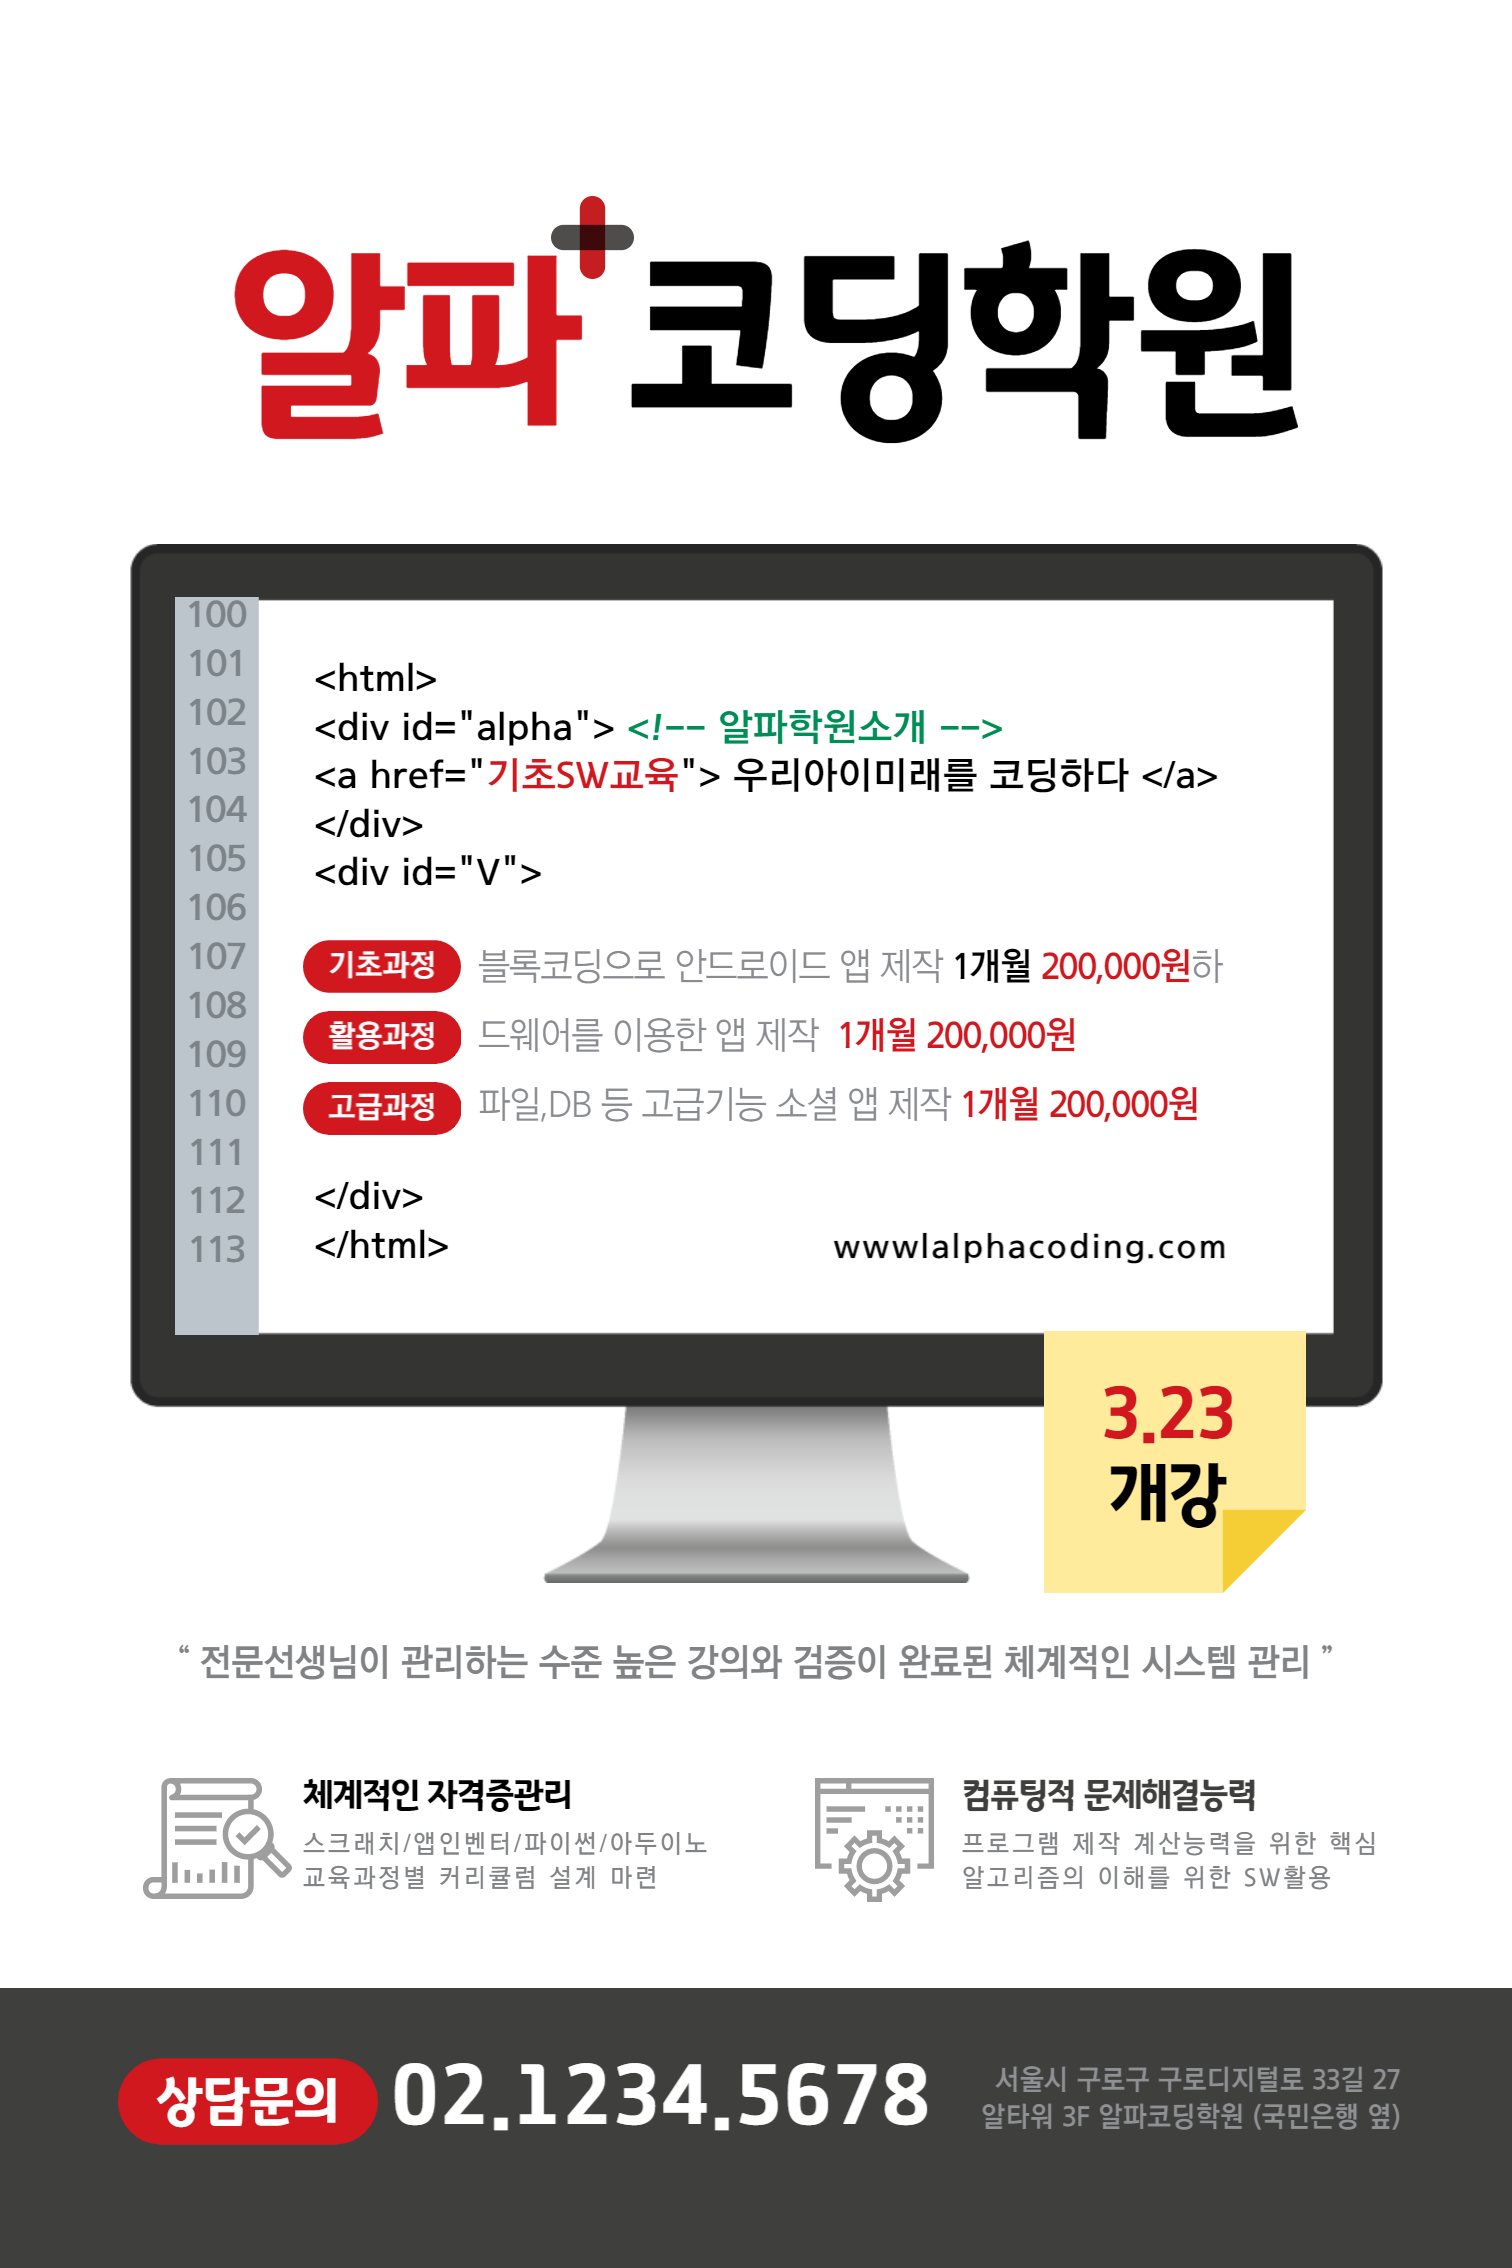 알파+코딩학원
100
101
102
103
104
105
106
107
108
109
110
111
112
113
<html>
<div id="alpha"> <!-- 알파학원소개 -->
<a href="기초SW교육"> 우리아이미래를 코딩하다 </a>
</div>
<div id="V">
기초과정 블록코딩으로 안드로이드 앱 제작 1개월 200,000원하
활용과정 드웨어를 이용한 앱 제작 1개월 200,000원
고급과정 파일,DB 등 고급기능 소셜 앱 제작 1개월 200,000원
</div>
</html>
wwwlalphacoding.com
3.23
개강
“ 전문선생님이 관리하는 수준 높은 강의와 검증이 완료된 체계적인 시스템 관리 ”
체계적인 자격증관리
스크래치/앱인벤터/파이썬/아두이노
교육과정별 커리큘럼 설계 마련
컴퓨팅적 문제해결능력
프로그램 제작 계산능력을 위한 핵심
알고리즘의 이해를 위한 SW활용
상담문의 02.1234.5678
서울시 구로구 구로디지털로 33길 27
알타워 3F 알파코딩학원 (국민은행 옆)